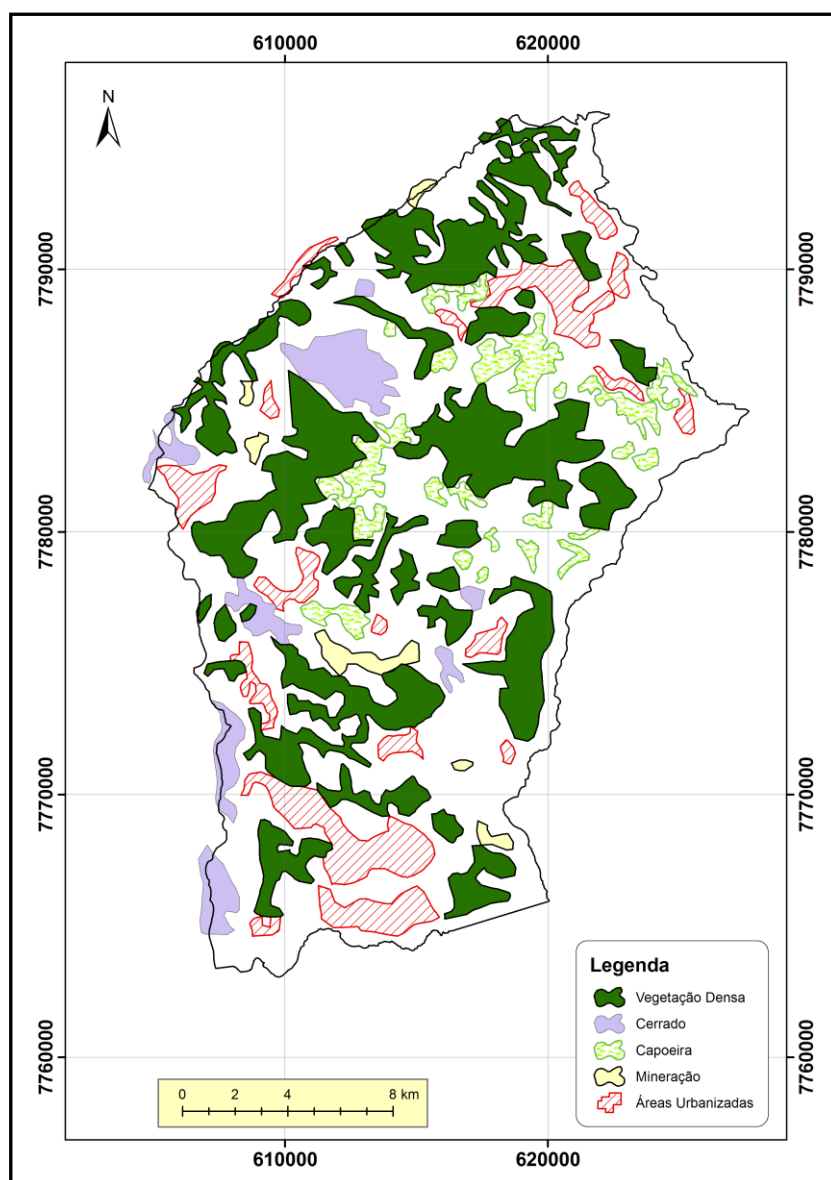 610000 620000
N
7790000 7790000
7780000 7780000
7770000 7770000
Legenda
Vegetação Densa
Cerrado
Capoeira
Mineração
Áreas Urbanizadas
7760000 7760000
0 2 4 8 km
610000 620000